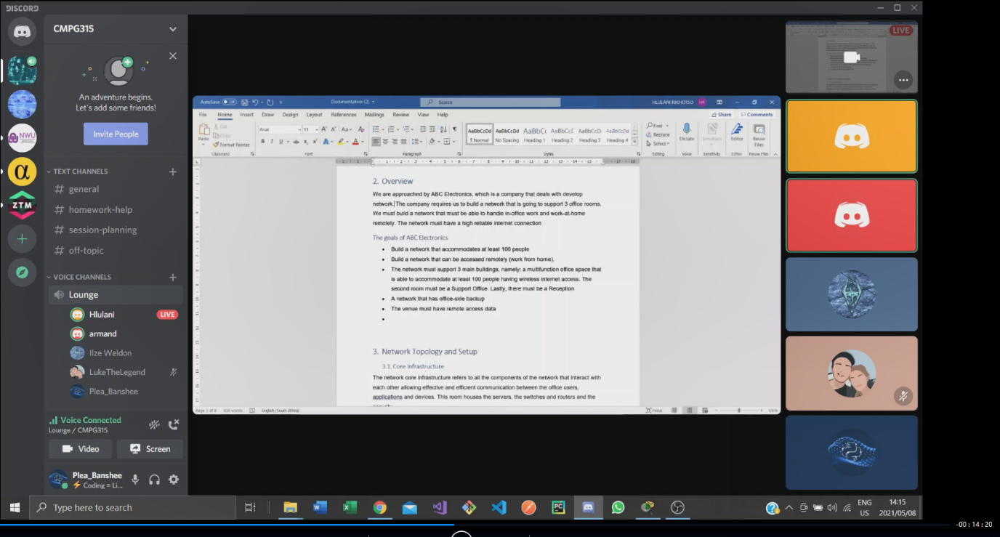 DISCORD
CMPG315
An adventure begins.
Let's add some friends!
Invite People
NWU
α
ZTM
TEXT CHANNELS
general
homework-help
session-planning
off-topic
VOICE CHANNELS
Lounge
Hlulani LIVE
armand
Ilze Weldon
LukeTheLegend
Plea_Banshee
Voice Connected
Lounge / CMPG315
Video Screen
Plea_Banshee
Coding = Li...
AutoSave Off Documentation (2) Search HLULANI RIKHOTSO HR
File Home Insert Draw Design Layout References Mailings Review View Help Share Comments
Paste Cut Copy Format Painter
Arial 11
AaBbCcDd AaBbCcDd AaBbCc AaBbCcD AaBbCcD AaBbCcDd
1 Normal No Spacing Heading 1 Heading 2 Heading 3 Heading 4
Find Replace Select
Dictate Sensitivity Editor Reuse Files
Clipboard Font Paragraph Styles Editing Voice Sensitivity Editor Reuse Files
2. Overview
We are approached by ABC Electronics, which is a company that deals with develop
network. The company requires us to build a network that is going to support 3 office rooms.
We must build a network that must be able to handle in-office work and work-at-home
remotely. The network must have a high reliable internet connection
The goals of ABC Electronics
• Build a network that accommodates at least 100 people
• Build a network that can be accessed remotely (work from home),
• The network must support 3 main buildings, namely: a multifunction office space that
is able to accommodate at least 100 people having wireless internet access. The
second room must be a Support Office. Lastly, there must be a Reception
• A network that has office-side backup
• The venue must have remote access data
•
3. Network Topology and Setup
3.1. Core Infrastructure
The network core infrastructure refers to all the components of the network that interact with
each other allowing effective and efficient communication between the office users,
applications and devices. This room houses the servers, the switches and routers and the
English (South Africa) Focus 100%
LIVE
Type here to search
ENG
US
14:15
2021/05/08
-00:14:20